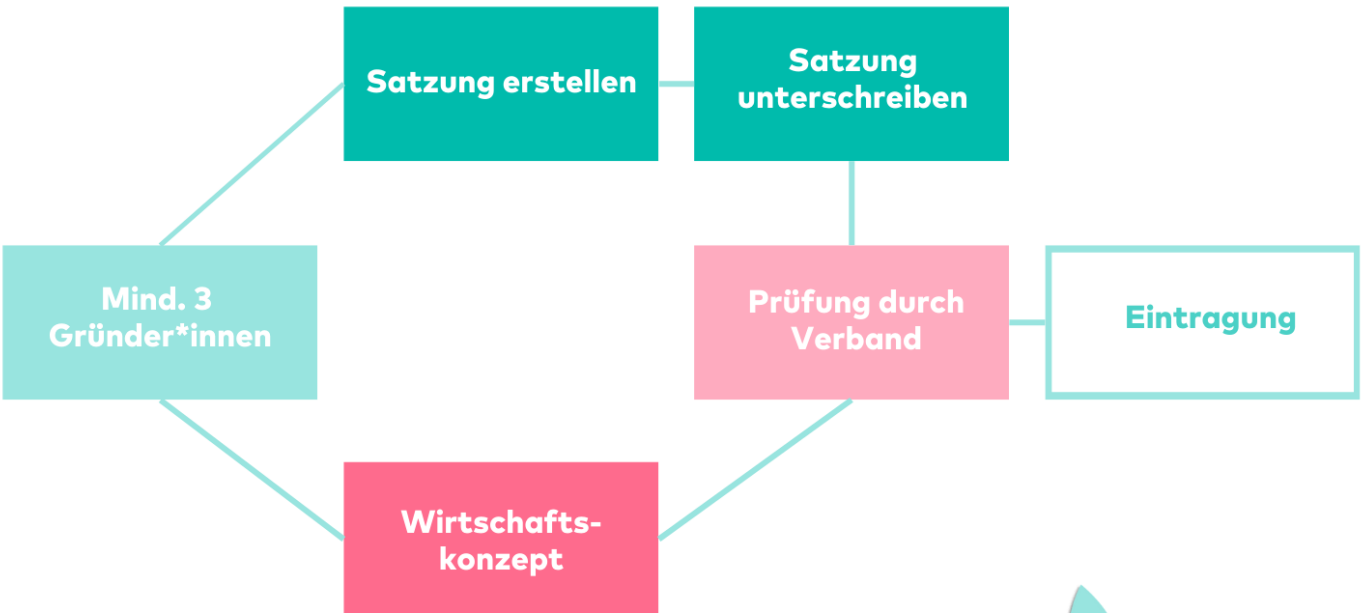 Satzung erstellen
Satzung
unterschreiben
Mind. 3
Gründer*innen
Prüfung durch
Verband
Eintragung
Wirtschafts-
konzept